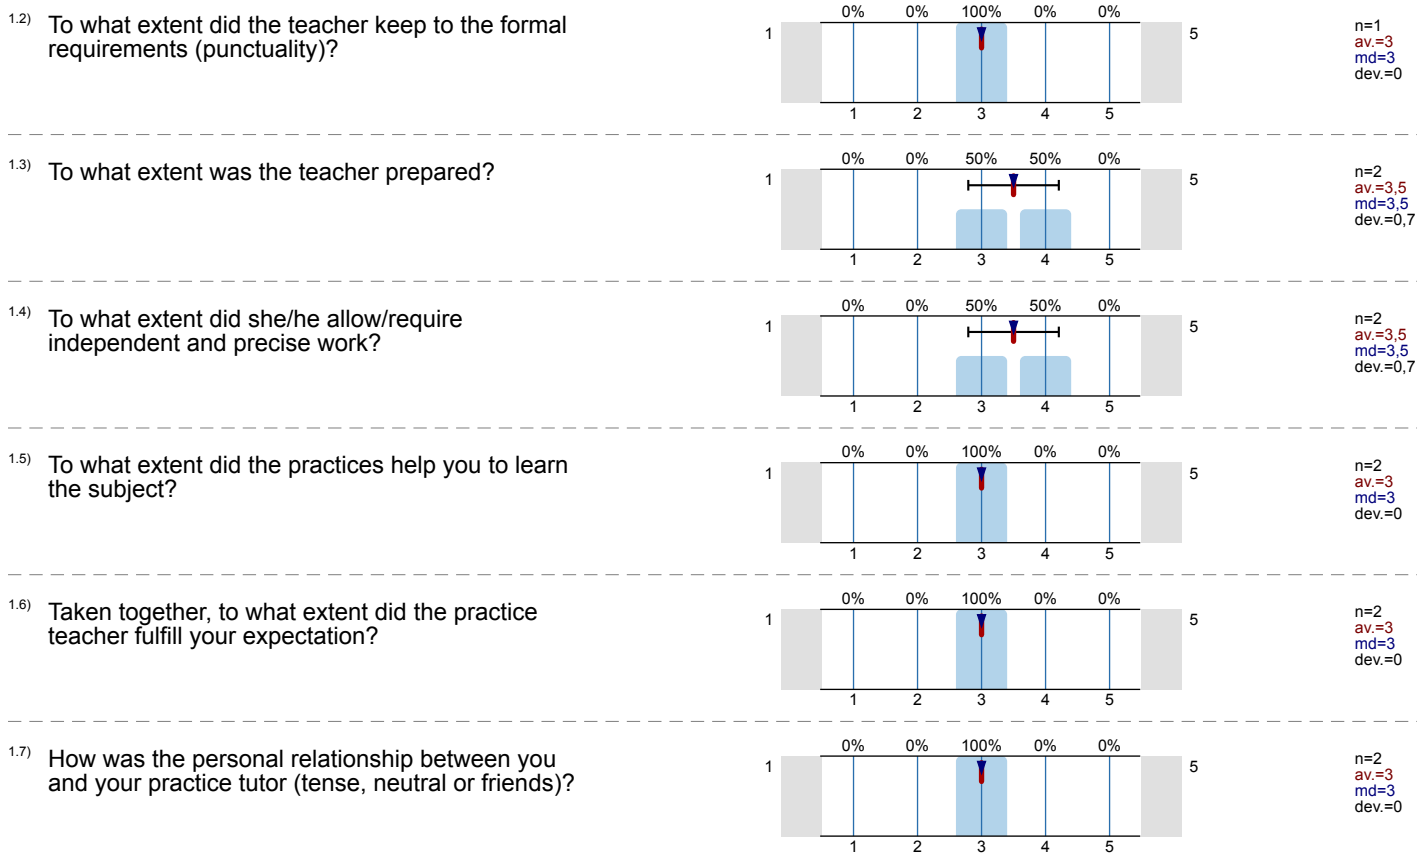 1.2) To what extent did the teacher keep to the formal
requirements (punctuality)?
0% 0% 100% 0% 0%
1 5
1 2 3 4 5
n=1
av.=3
md=3
dev.=0
1.3) To what extent was the teacher prepared?
0% 0% 50% 50% 0%
1 5
1 2 3 4 5
n=2
av.=3,5
md=3,5
dev.=0,7
1.4) To what extent did she/he allow/require
independent and precise work?
0% 0% 50% 50% 0%
1 5
1 2 3 4 5
n=2
av.=3,5
md=3,5
dev.=0,7
1.5) To what extent did the practices help you to learn
the subject?
0% 0% 100% 0% 0%
1 5
1 2 3 4 5
n=2
av.=3
md=3
dev.=0
1.6) Taken together, to what extent did the practice
teacher fulfill your expectation?
0% 0% 100% 0% 0%
1 5
1 2 3 4 5
n=2
av.=3
md=3
dev.=0
1.7) How was the personal relationship between you
and your practice tutor (tense, neutral or friends)?
0% 0% 100% 0% 0%
1 5
1 2 3 4 5
n=2
av.=3
md=3
dev.=0